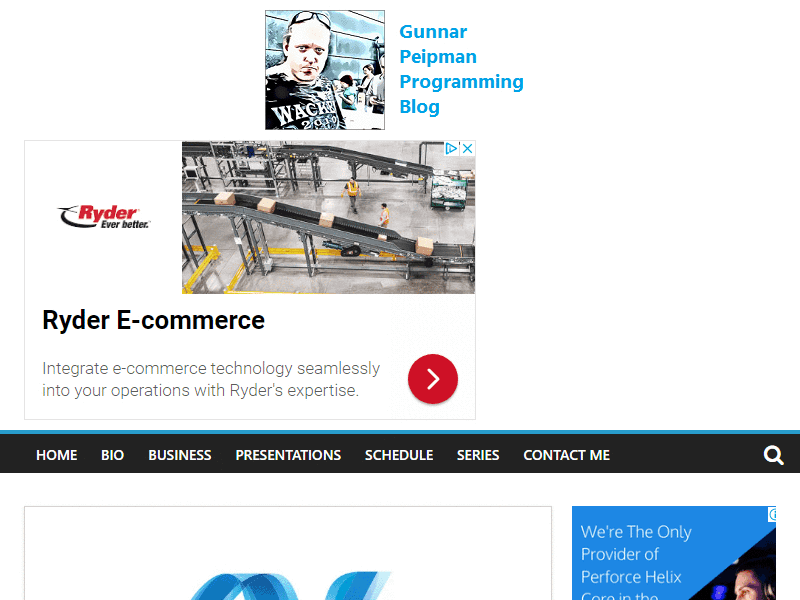 Gunnar
Peipman
Programming
Blog
WACKEN
Ryder
Ever better.
Ryder E-commerce
Integrate e-commerce technology seamlessly
into your operations with Ryder's expertise.
HOME BIO BUSINESS PRESENTATIONS SCHEDULE SERIES CONTACT ME
We're The Only
Provider of
Perforce Helix
Core in the